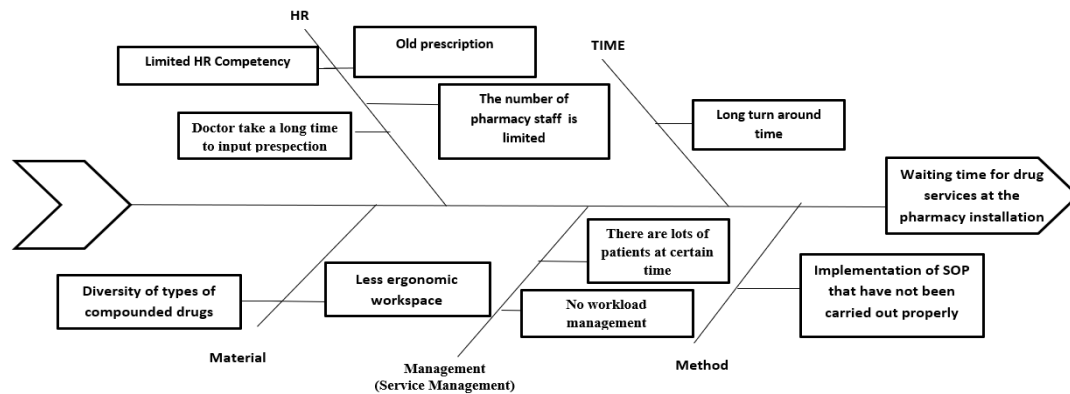 HR
Old prescription
TIME
Limited HR Competency
The number of
pharmacy staff is
limited
Long turn around
time
Doctor take a long time
to input prespection
Waiting time for drug
services at the
pharmacy installation
There are lots of
patients at certain
time
Implementation of SOP
that have not been
carried out properly
Less ergonomic
workspace
Diversity of types of
compounded drugs
No workload
management
Material
Management
(Service Management)
Method